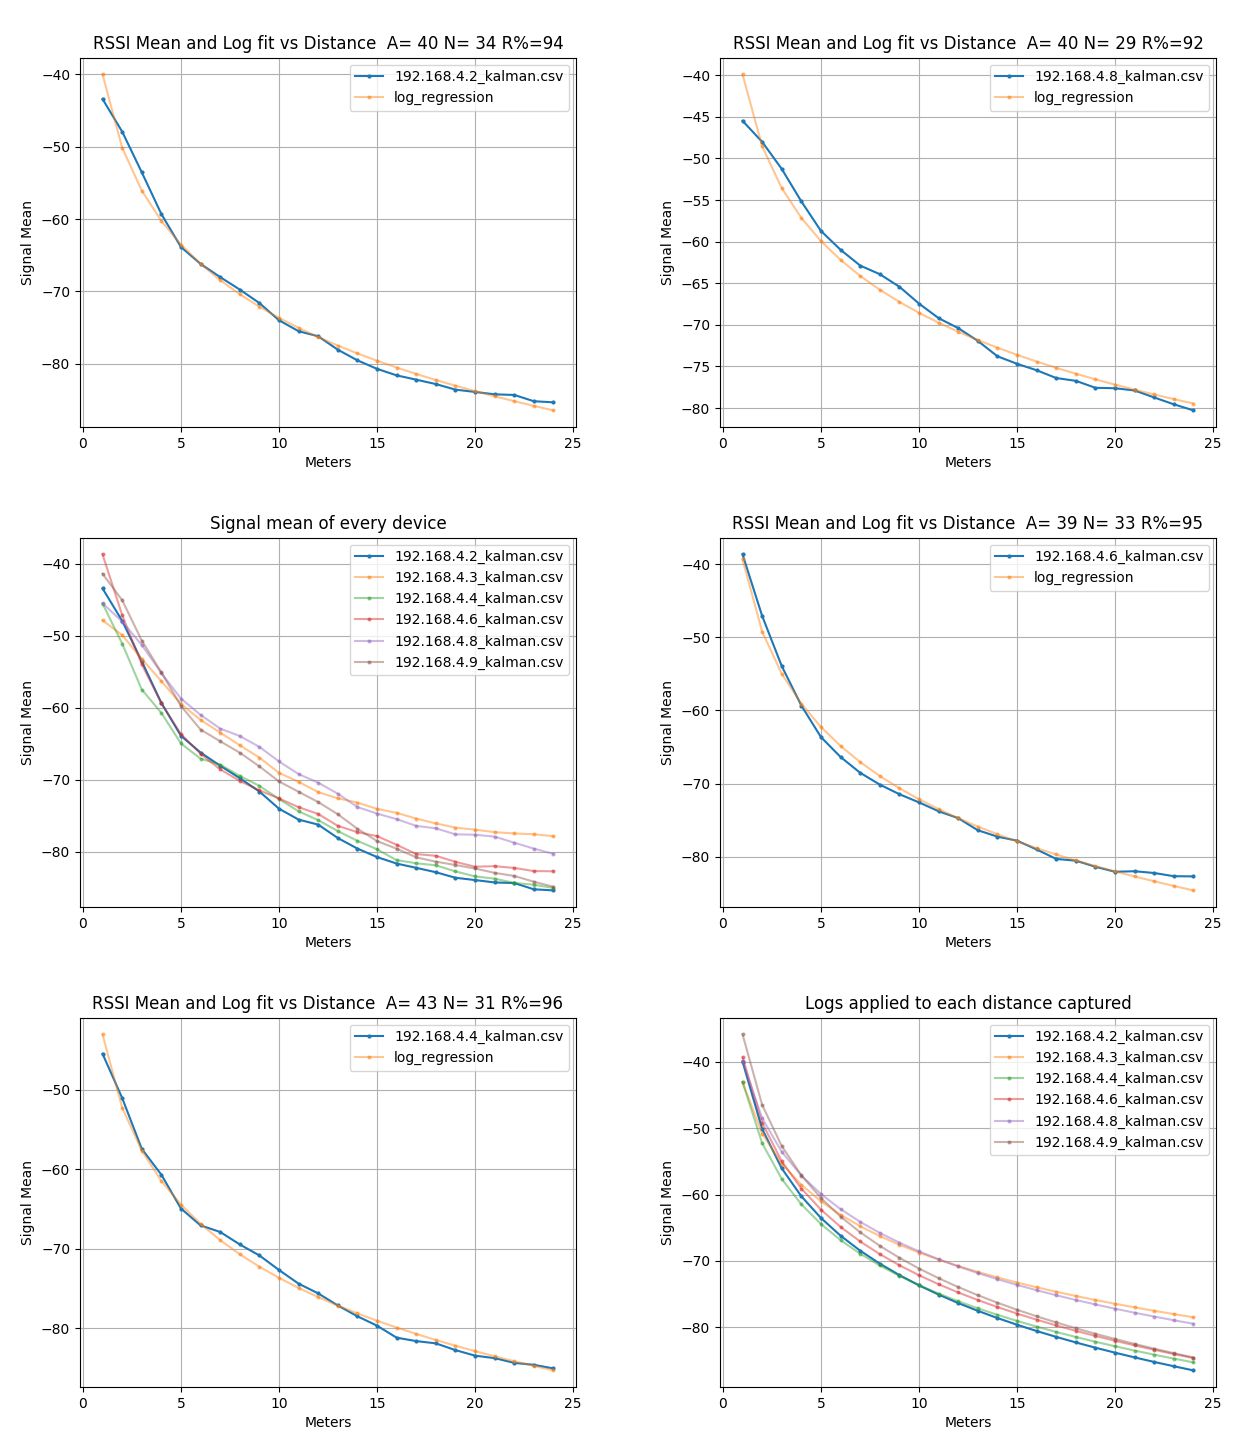 RSSI Mean and Log fit vs Distance  A= 40 N= 34 R%=94
192.168.4.2_kalman.csv
log_regression
Signal Mean
−40
−50
−60
−70
−80
0 5 10 15 20 25
Meters
RSSI Mean and Log fit vs Distance  A= 40 N= 29 R%=92
192.168.4.8_kalman.csv
log_regression
Signal Mean
−40
−45
−50
−55
−60
−65
−70
−75
−80
0 5 10 15 20 25
Meters
Signal mean of every device
192.168.4.2_kalman.csv
192.168.4.3_kalman.csv
192.168.4.4_kalman.csv
192.168.4.6_kalman.csv
192.168.4.8_kalman.csv
192.168.4.9_kalman.csv
Signal Mean
−40
−50
−60
−70
−80
0 5 10 15 20 25
Meters
RSSI Mean and Log fit vs Distance  A= 39 N= 33 R%=95
192.168.4.6_kalman.csv
log_regression
Signal Mean
−40
−50
−60
−70
−80
0 5 10 15 20 25
Meters
RSSI Mean and Log fit vs Distance  A= 43 N= 31 R%=96
192.168.4.4_kalman.csv
log_regression
Signal Mean
−50
−60
−70
−80
0 5 10 15 20 25
Meters
Logs applied to each distance captured
192.168.4.2_kalman.csv
192.168.4.3_kalman.csv
192.168.4.4_kalman.csv
192.168.4.6_kalman.csv
192.168.4.8_kalman.csv
192.168.4.9_kalman.csv
Signal Mean
−40
−50
−60
−70
−80
0 5 10 15 20 25
Meters